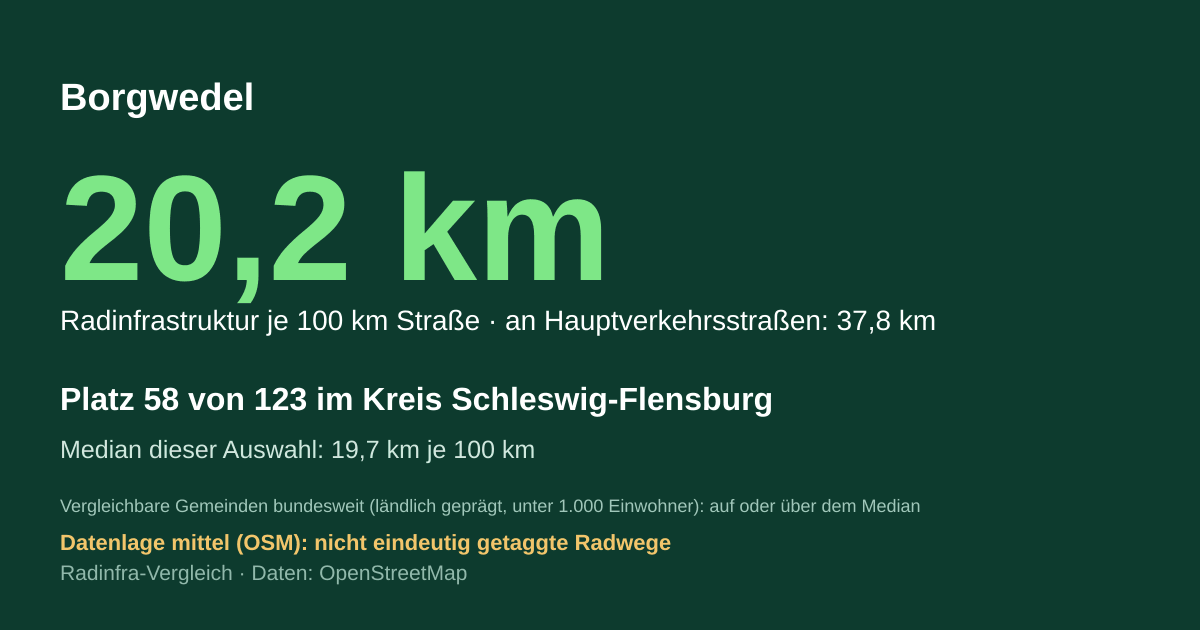 Borgwedel
20,2 km
Radinfrastruktur je 100 km Straße · an Hauptverkehrsstraßen: 37,8 km
Platz 58 von 123 im Kreis Schleswig-Flensburg
Median dieser Auswahl: 19,7 km je 100 km
Vergleichbare Gemeinden bundesweit (ländlich geprägt, unter 1.000 Einwohner): auf oder über dem Median
Datenlage mittel (OSM): nicht eindeutig getaggte Radwege
Radinfra-Vergleich · Daten: OpenStreetMap